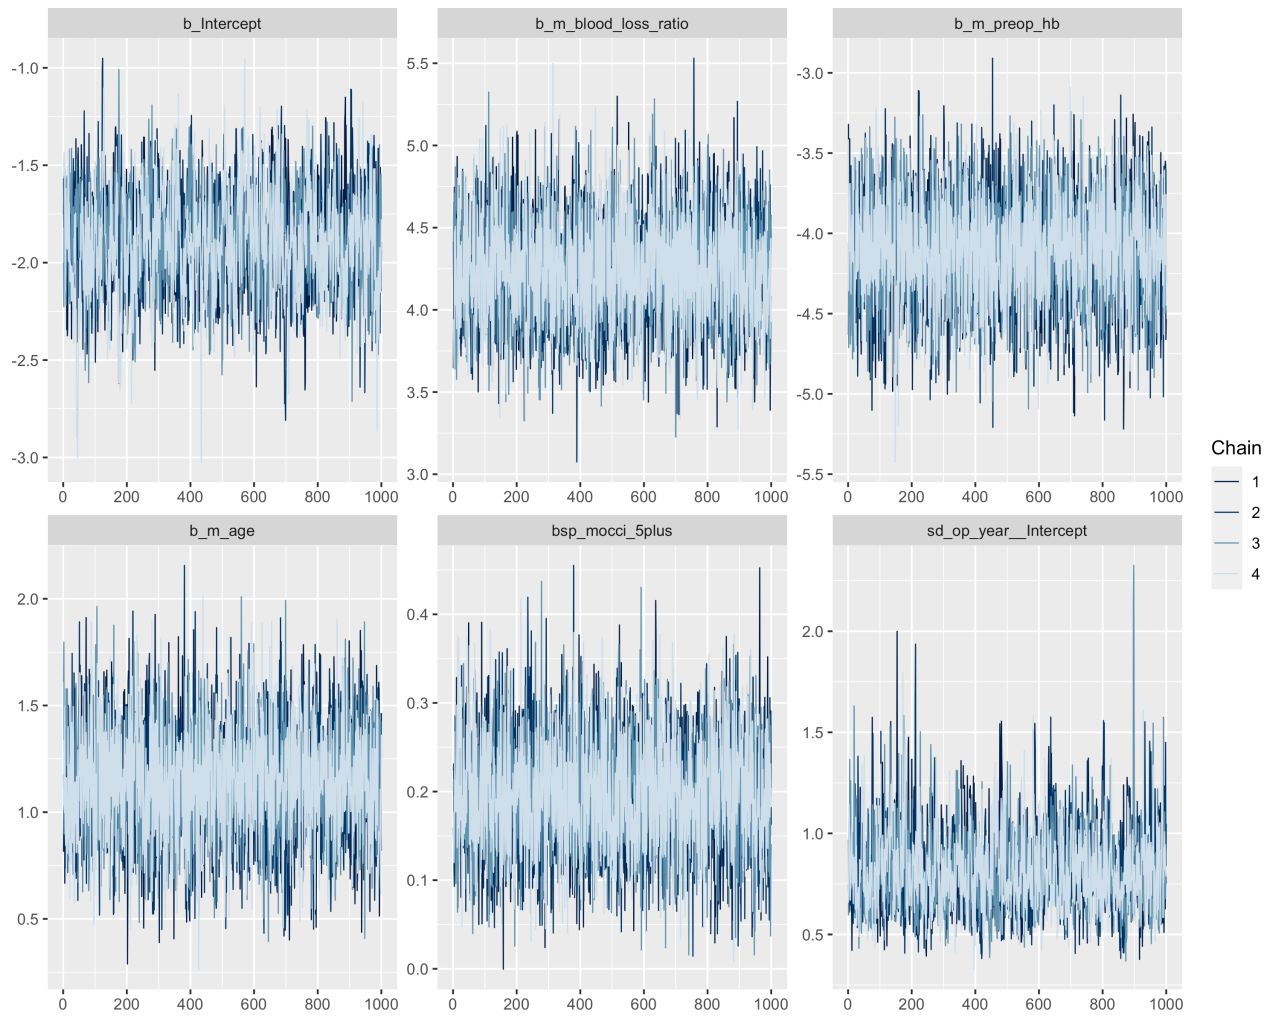 b_Intercept
-1.0
-1.5
-2.0
-2.5
-3.0
0 200 400 600 800 1000
b_m_blood_loss_ratio
5.5
5.0
4.5
4.0
3.5
3.0
0 200 400 600 800 1000
b_m_preop_hb
-3.0
-3.5
-4.0
-4.5
-5.0
-5.5
0 200 400 600 800 1000
b_m_age
2.0
1.5
1.0
0.5
0 200 400 600 800 1000
bsp_mocci_5plus
0.4
0.3
0.2
0.1
0.0
0 200 400 600 800 1000
sd_op_year__Intercept
2.0
1.5
1.0
0.5
0 200 400 600 800 1000
Chain
1
2
3
4